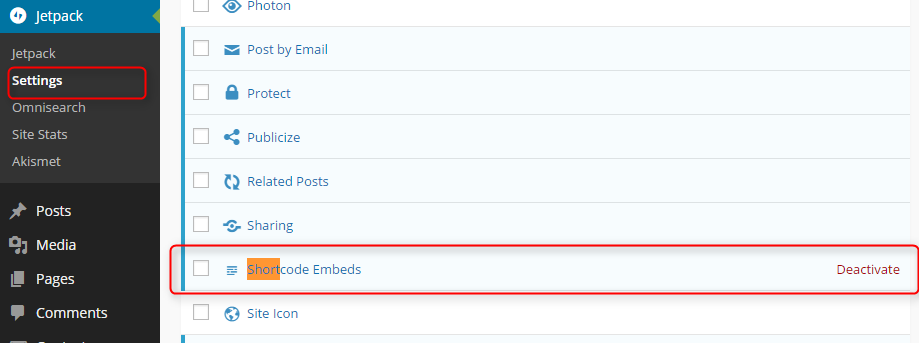 Jetpack
Jetpack
Settings
Omnisearch
Site Stats
Akismet
Posts
Media
Pages
Comments
Photon
Post by Email
Protect
Publicize
Related Posts
Sharing
Shortcode Embeds Deactivate
Site Icon